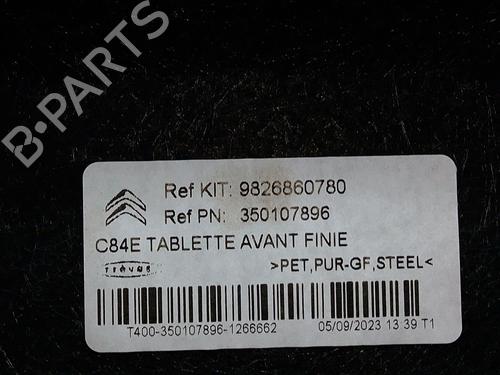 B-PARTS
Ref KIT: 9826860780
Ref PN: 350107896
C84E TABLETTE AVANT FINIE
>PET,PUR-GF,STEEL<
T400-350107896-1266662
05/09/2023 13 39 T1